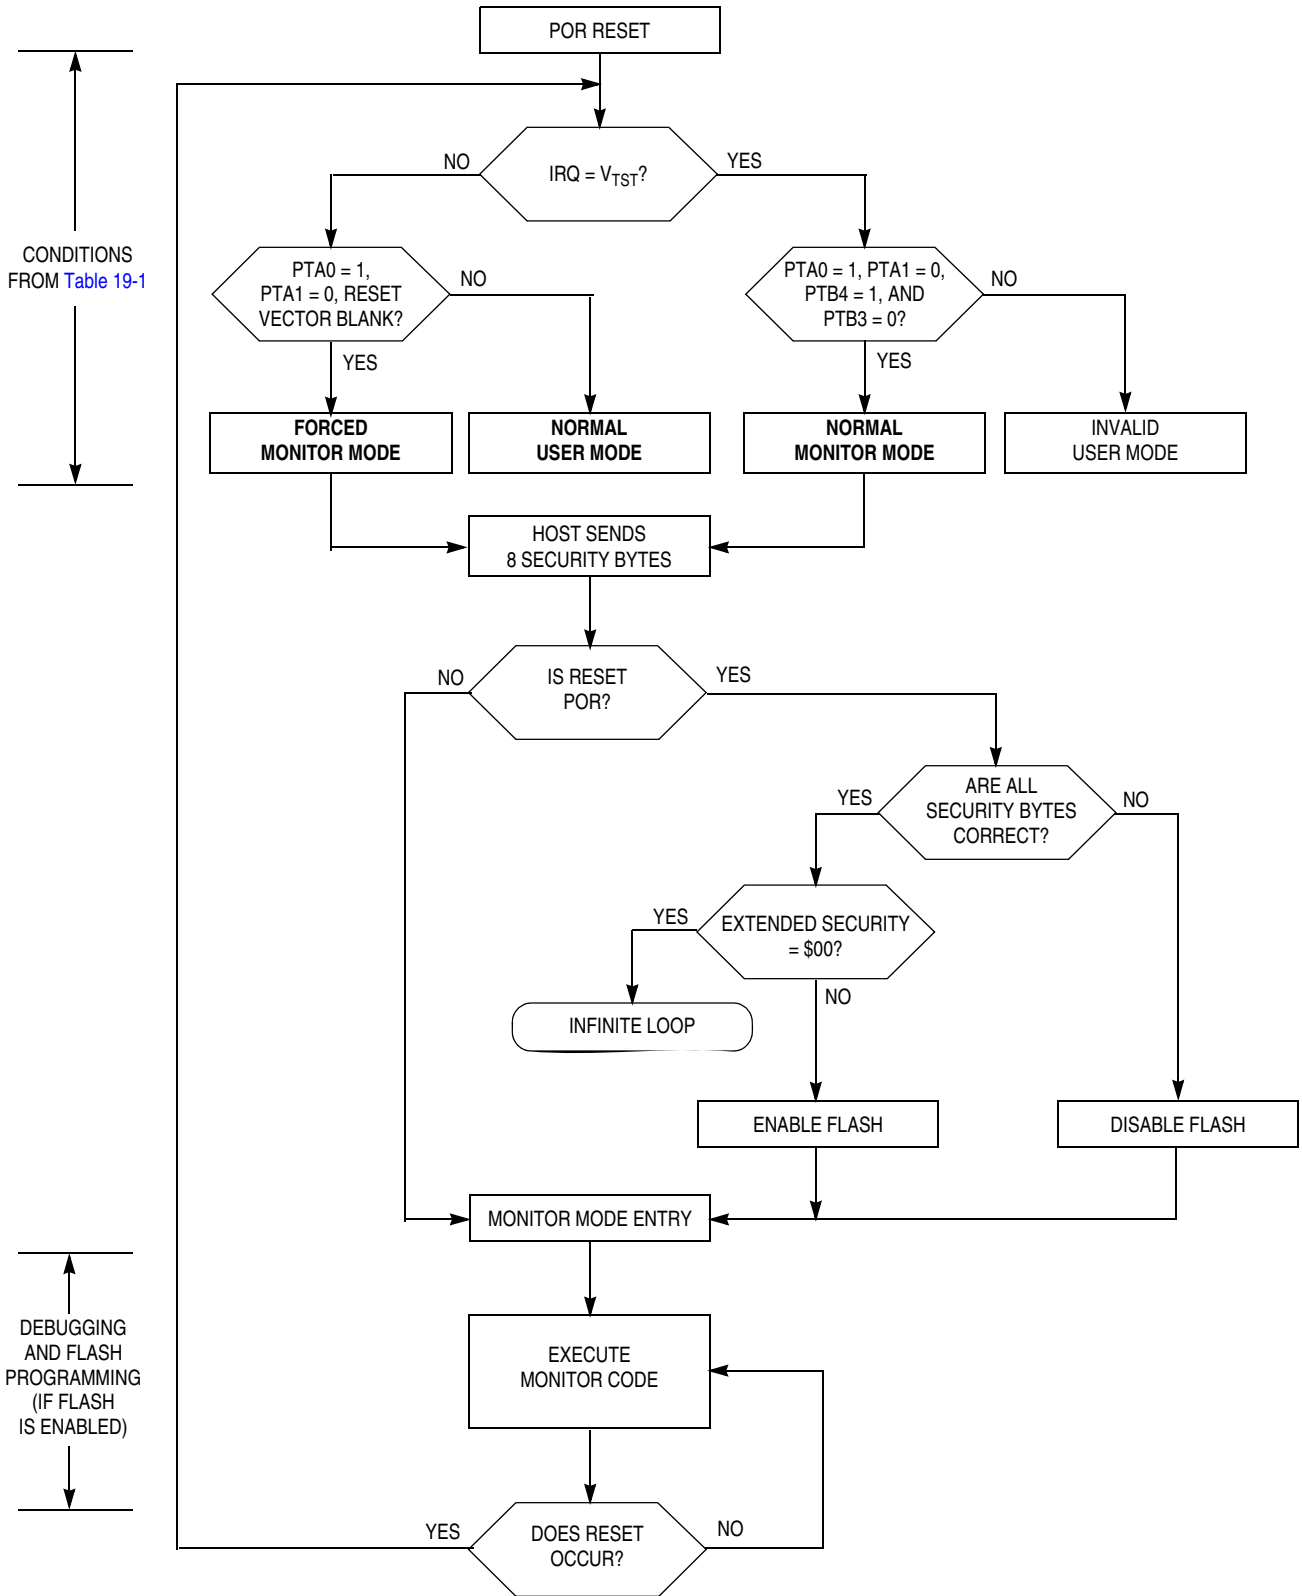 POR RESET
NO
IRQ = VTST?
YES
CONDITIONS
FROM Table 19-1
PTA0 = 1,
PTA1 = 0, RESET
VECTOR BLANK?
NO
YES
PTA0 = 1, PTA1 = 0,
PTB4 = 1, AND
PTB3 = 0?
NO
YES
FORCED
MONITOR MODE
NORMAL
USER MODE
NORMAL
MONITOR MODE
INVALID
USER MODE
HOST SENDS
8 SECURITY BYTES
NO
IS RESET
POR?
YES
YES
ARE ALL
SECURITY BYTES
CORRECT?
NO
YES
EXTENDED SECURITY
= $00?
NO
INFINITE LOOP
ENABLE FLASH
DISABLE FLASH
MONITOR MODE ENTRY
DEBUGGING
AND FLASH
PROGRAMMING
(IF FLASH
IS ENABLED)
EXECUTE
MONITOR CODE
YES
DOES RESET
OCCUR?
NO